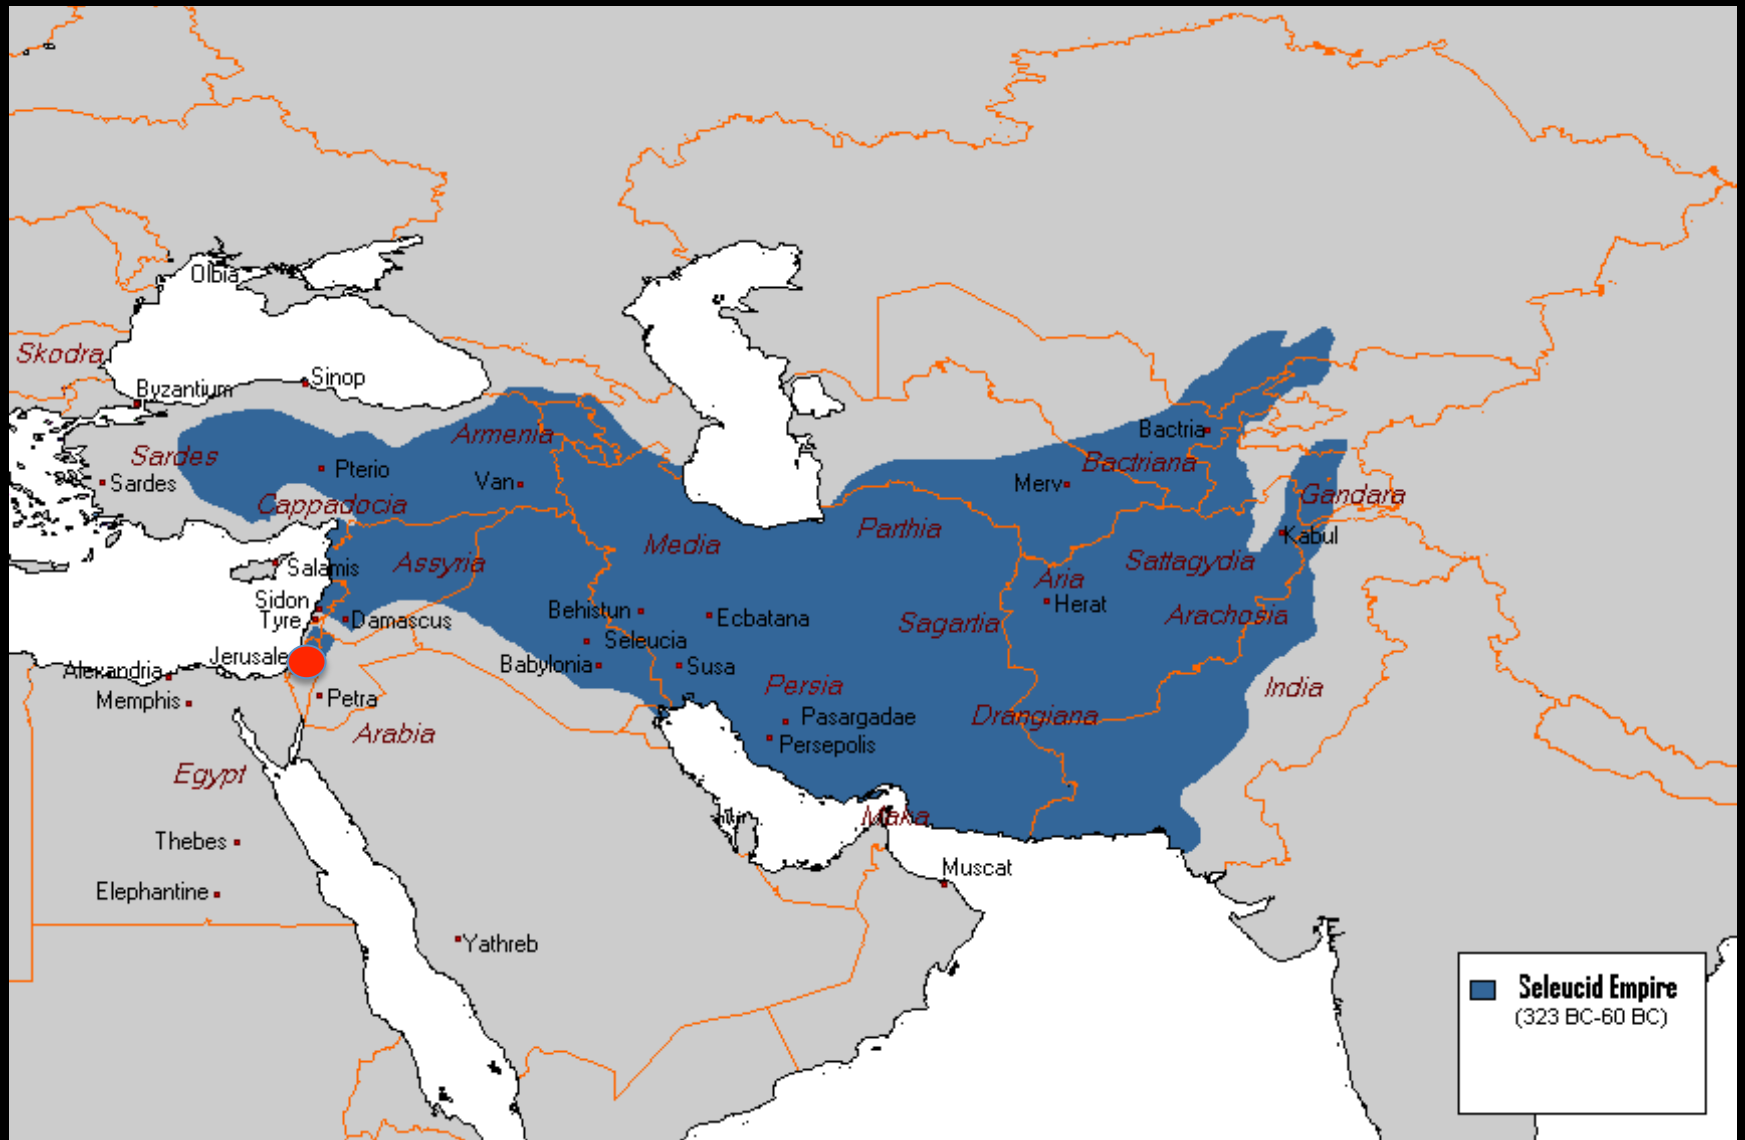 Olbia
Skodra
Sinop
Byzantium
Armenia
Bactria
Sardes
Bactriana
Pterio
Sardes
Van
Merv
Gandara
Cappadocia
Parthia
Kabul
Media
Assyria
Sattagydia
Salamis
Aria
Sidon
Herat
Behistun
Ecbatana
Arachosia
Tyre
Damascus
Sagartia
Seleucia
Jerusale
Babylonia
Susa
Alexandria
Persia
India
Memphis
Petra
Pasargadae
Drangiana
Arabia
Persepolis
Egypt
Maka
Thebes
Muscat
Elephantine
Yathreb
Seleucid Empire
(323 BC-60 BC)